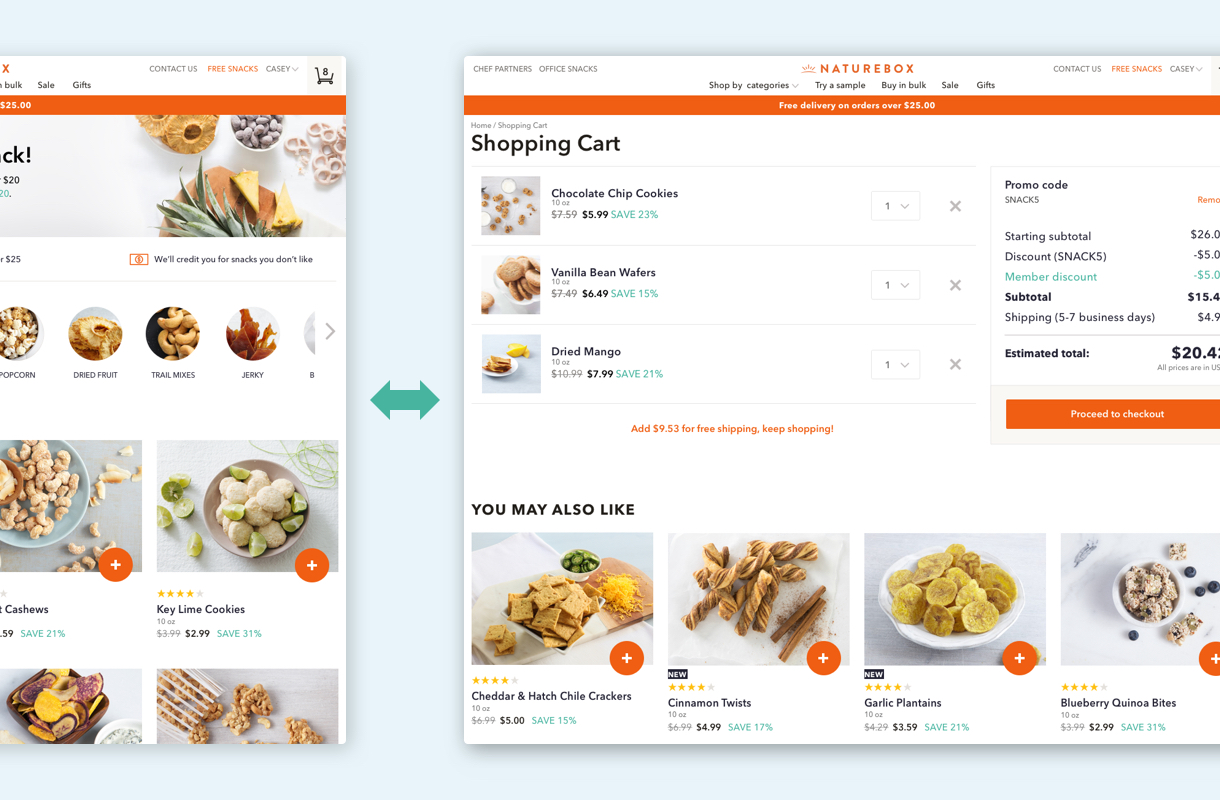 X
CONTACT US FREE SNACKS CASEY 8
n bulk Sale Gifts
$25.00
ack!
r $20
20.
r $25 We'll credit you for snacks you don't like
POPCORN DRIED FRUIT TRAIL MIXES JERKY B
t Cashews
.59 SAVE 21%
Key Lime Cookies
10 oz
$3.99 $2.99 SAVE 31%
CHEF PARTNERS OFFICE SNACKS NATUREBOX CONTACT US FREE SNACKS CASEY
Shop by categories Try a sample Buy in bulk Sale Gifts
Free delivery on orders over $25.00
Home / Shopping Cart
Shopping Cart
Chocolate Chip Cookies
10 oz
$7.59 $5.99 SAVE 23%
1
Vanilla Bean Wafers
10 oz
$7.49 $6.49 SAVE 15%
1
Dried Mango
10 oz
$10.99 $7.99 SAVE 21%
1
Add $9.53 for free shipping, keep shopping!
Promo code
SNACK5 Remo
Starting subtotal $26.0
Discount (SNACK5) -$5.0
Member discount -$5.0
Subtotal $15.4
Shipping (5-7 business days) $4.9
Estimated total: $20.42
All prices are in US
Proceed to checkout
YOU MAY ALSO LIKE
Cheddar & Hatch Chile Crackers
10 oz
$6.99 $5.00 SAVE 15%
NEW
Cinnamon Twists
10 oz
$6.99 $4.99 SAVE 17%
NEW
Garlic Plantains
10 oz
$4.29 $3.59 SAVE 21%
Blueberry Quinoa Bites
10 oz
$3.99 $2.99 SAVE 31%